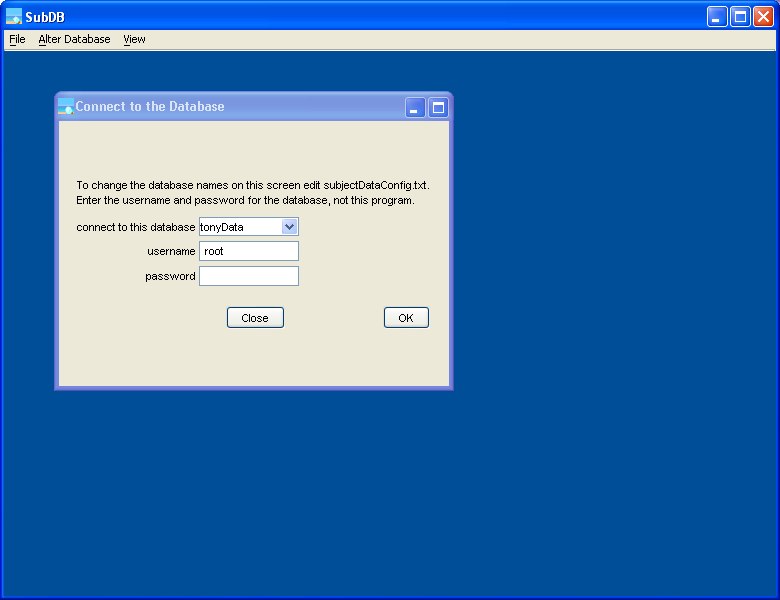 SubDB
File Alter Database View
Connect to the Database
To change the database names on this screen edit subjectDataConfig.txt.
Enter the username and password for the database, not this program.
connect to this database tonyData
username root
password
Close OK